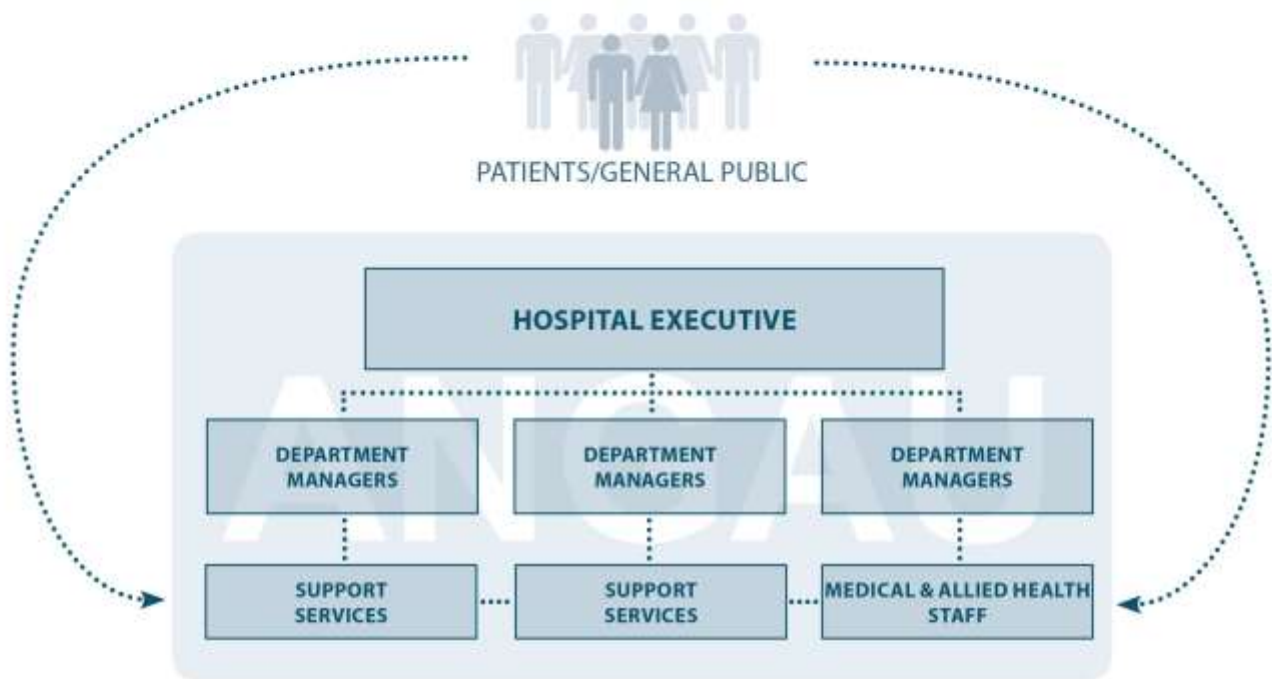 PATIENTS/GENERAL PUBLIC
HOSPITAL EXECUTIVE
ANGAU
DEPARTMENT
MANAGERS
DEPARTMENT
MANAGERS
DEPARTMENT
MANAGERS
SUPPORT
SERVICES
SUPPORT
SERVICES
MEDICAL & ALLIED HEALTH
STAFF